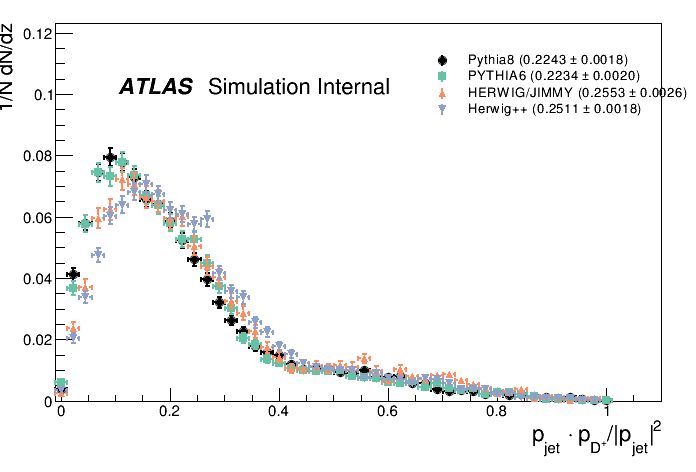 1/N dN/dz
0.12
0.1
0.08
0.06
0.04
0.02
0
ATLAS Simulation Internal
Pythia8 (0.2243 ± 0.0018)
PYTHIA6 (0.2234 ± 0.0020)
HERWIG/JIMMY (0.2553 ± 0.0026)
Herwig++ (0.2511 ± 0.0018)
0 0.2 0.4 0.6 0.8 1
p_jet · p_D⁺/|p_jet|²